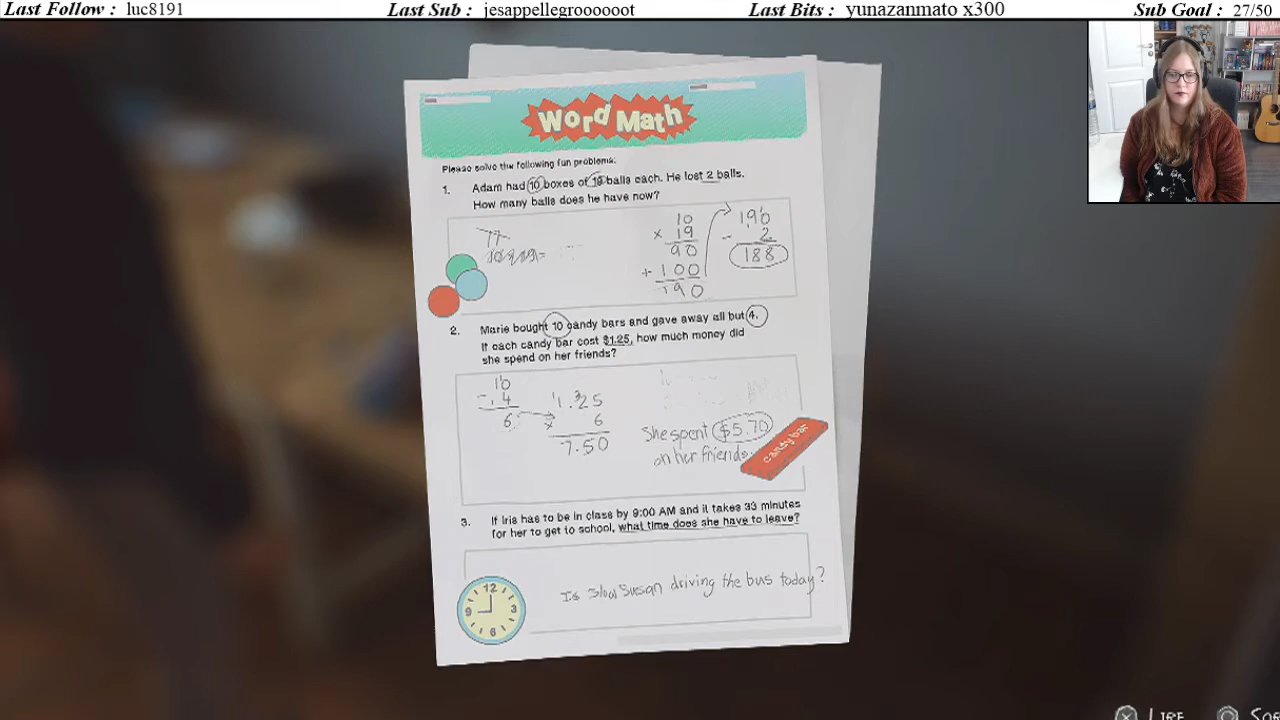 Last Follow : luc8191 Last Sub : jesappellegroooooot Last Bits : yunazanmato x300 Sub Goal : 27/50
Word Math
Please solve the following fun problems:
1. Adam had 10 boxes of 19 balls each. He lost 2 balls.
How many balls does he have now?
10
x 19
90
+ 100
190
190
- 2
188
2. Marie bought 10 candy bars and gave away all but 4.
If each candy bar cost $1.25, how much money did
she spend on her friends?
10
- 4
6
1.25
x 6
7.50
She spent $5.70
on her friends.
candy bar
3. If Iris has to be in class by 9:00 AM and it takes 33 minutes
for her to get to school, what time does she have to leave?
12
9 3
6
Is Slow Susan driving the bus today?